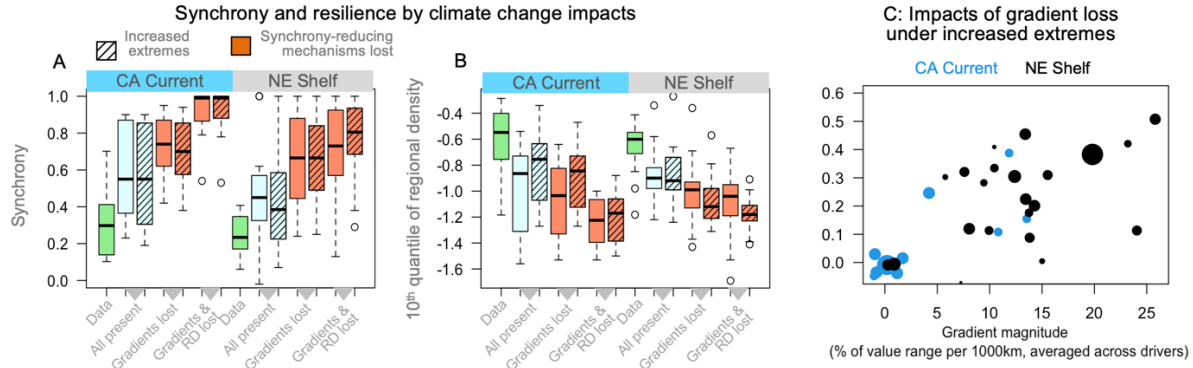 Synchrony and resilience by climate change impacts
Increased
extremes
Synchrony-reducing
mechanisms lost
A
CA Current
NE Shelf
Synchrony
1.0
0.8
0.6
0.4
0.2
0.0
Data
All present
Gradients lost
Gradients &
RD lost
Data
All present
Gradients lost
Gradients &
RD lost
B
CA Current
NE Shelf
10th quantile of regional density
-0.4
-0.6
-0.8
-1.0
-1.2
-1.4
-1.6
Data
All present
Gradients lost
Gradients &
RD lost
Data
All present
Gradients lost
Gradients &
RD lost
C: Impacts of gradient loss
under increased extremes
CA Current NE Shelf
0.6
0.5
0.4
0.3
0.2
0.1
0.0
0 5 10 15 20 25
Gradient magnitude
(% of value range per 1000km, averaged across drivers)